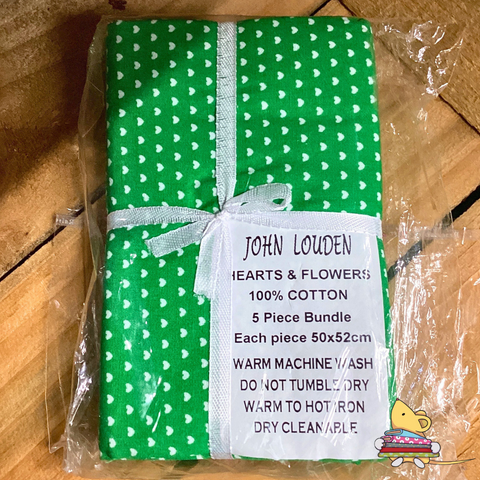 JOHN LOUDEN
HEARTS & FLOWERS
100% COTTON
5 Piece Bundle
Each piece 50x52cm
WARM MACHINE WASH
DO NOT TUMBLE DRY
WARM TO HOT IRON
DRY CLEANABLE